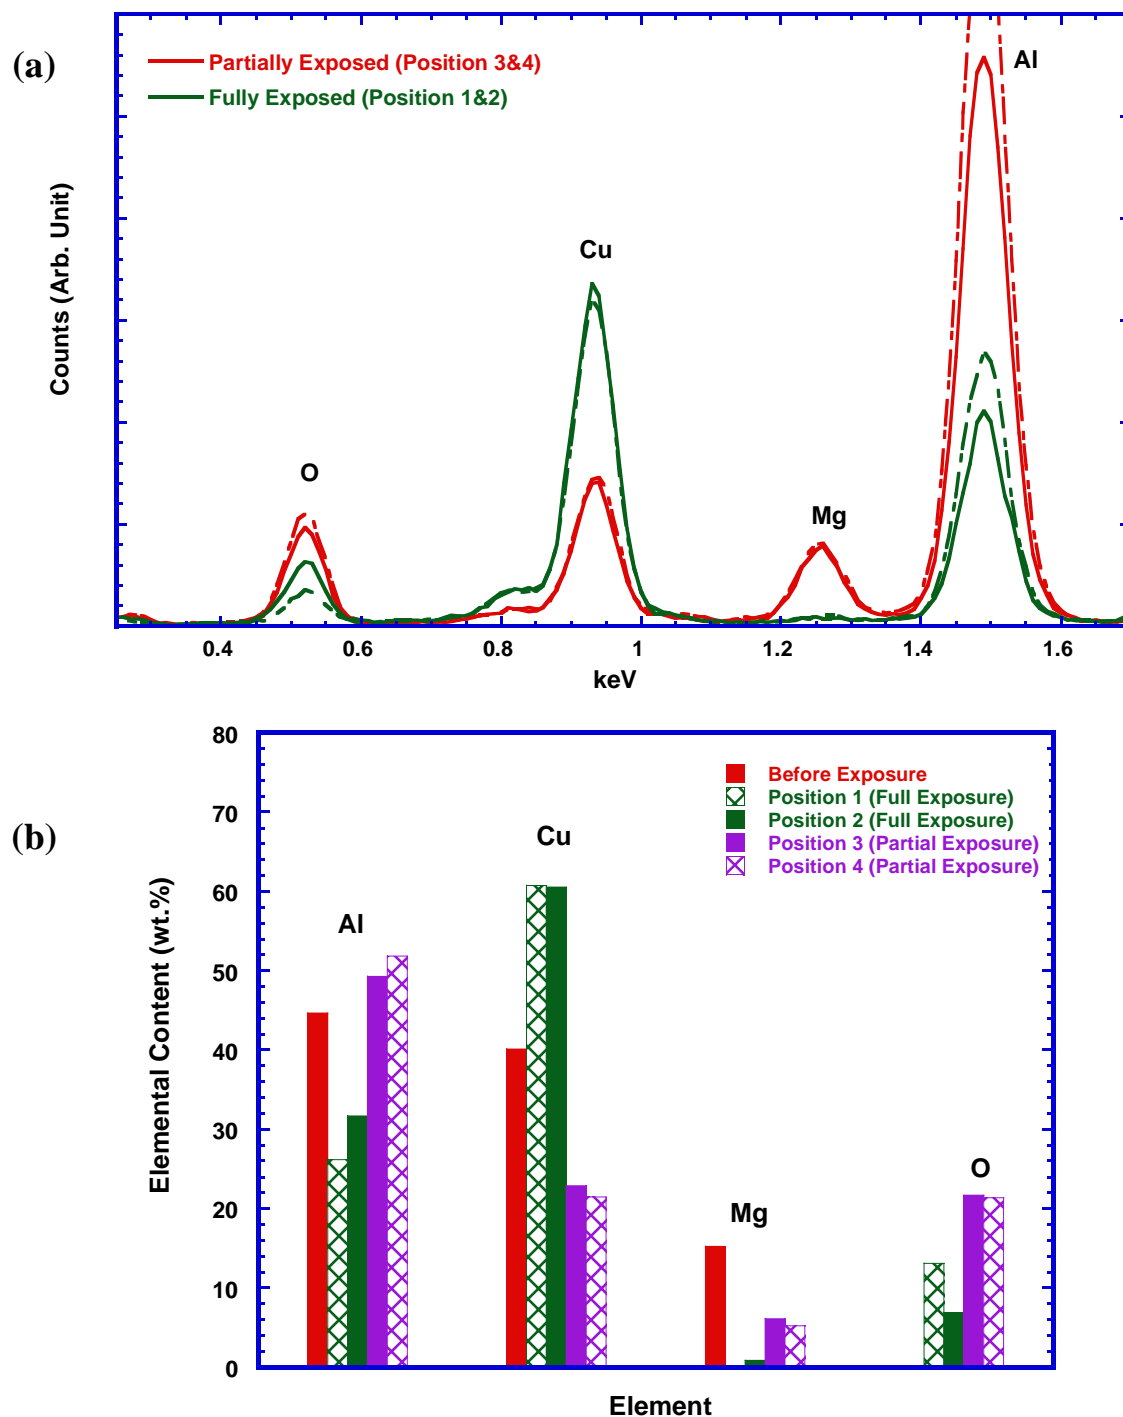 (a)
Partially Exposed (Position 3&4)
Fully Exposed (Position 1&2)
Al
Cu
O
Mg
Counts (Arb. Unit)
0.4 0.6 0.8 1 1.2 1.4 1.6
keV
(b)
80
70
60
50
40
30
20
10
0
Before Exposure
Position 1 (Full Exposure)
Position 2 (Full Exposure)
Position 3 (Partial Exposure)
Position 4 (Partial Exposure)
Cu
Al
O
Mg
Elemental Content (wt.%)
Element